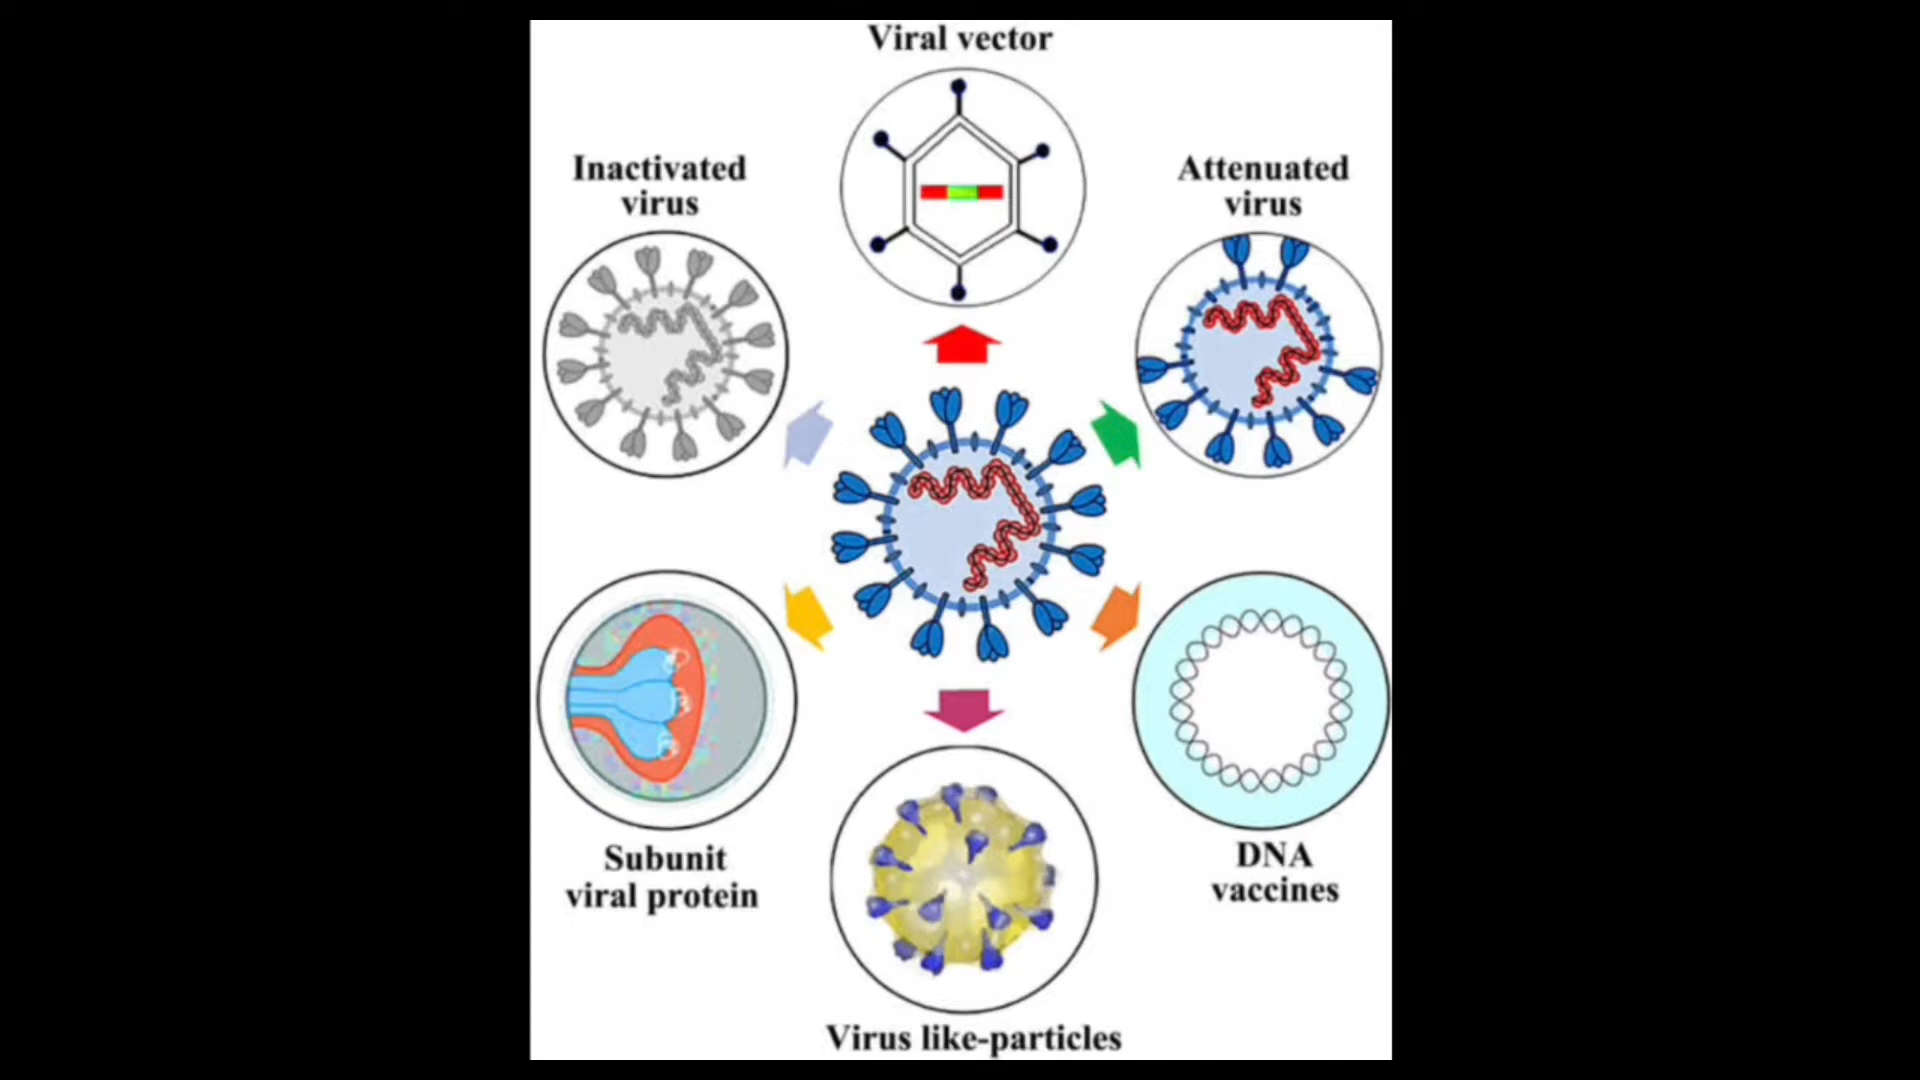 Viral vector
Inactivated
virus
Attenuated
virus
Subunit
viral protein
DNA
vaccines
Virus like-particles